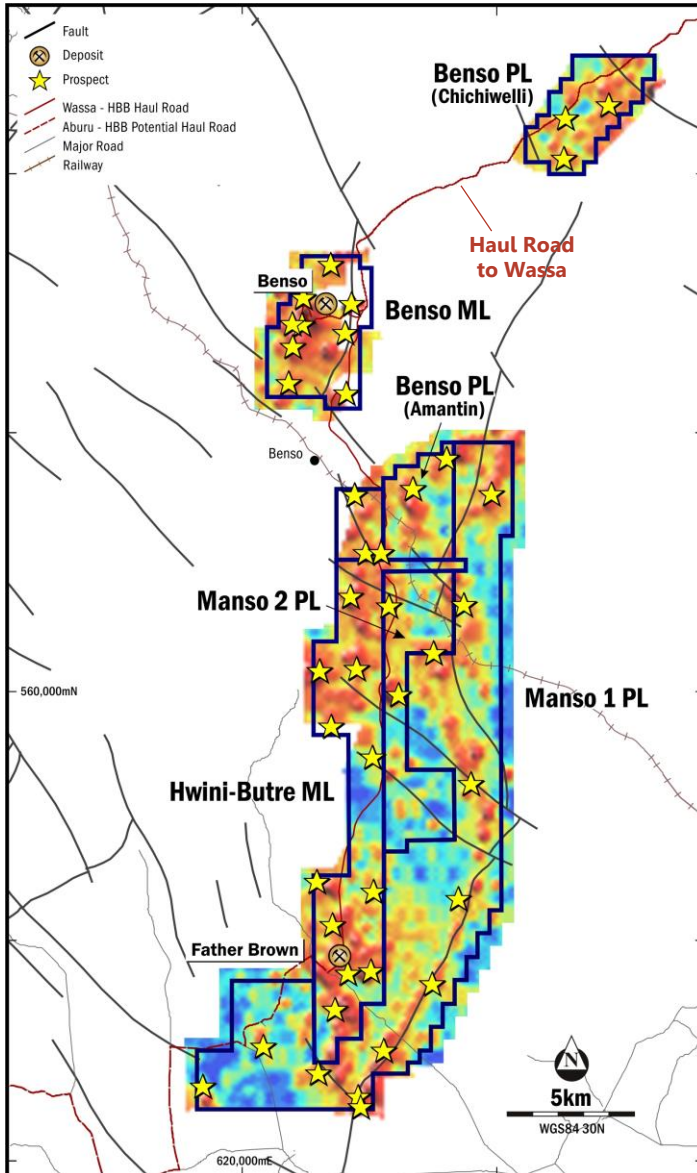 Fault
Deposit
Prospect
Wassa - HBB Haul Road
Aburu - HBB Potential Haul Road
Major Road
Railway
Benso PL
(Chichiwelli)
Haul Road
to Wassa
Benso
Benso ML
Benso PL
(Amantin)
Benso
Manso 2 PL
560,000mN
Manso 1 PL
Hwini-Butre ML
Father Brown
N
5km
WGS84 30N
620,000mE